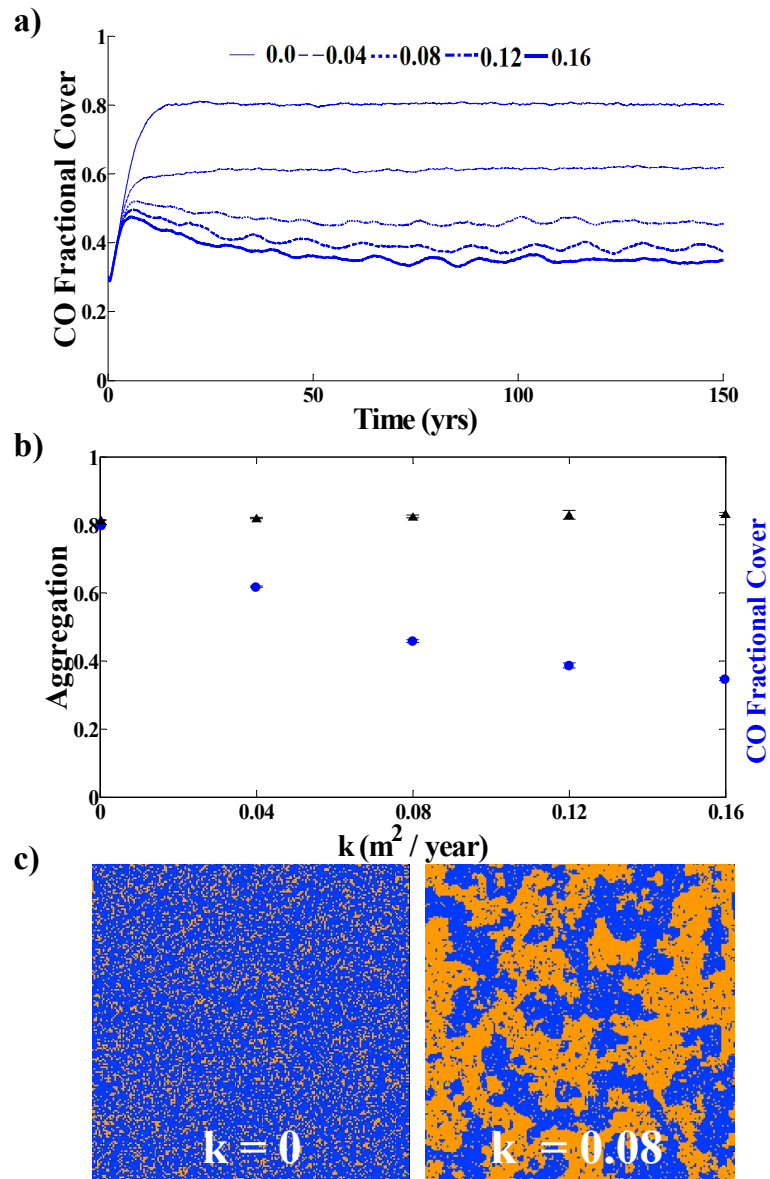 a)
1
0.8
0.6
0.4
0.2
0
CO Fractional Cover
0.0 0.04 0.08 0.12 0.16
0 50 100 150
Time (yrs)
b)
1
0.8
0.6
0.4
0.2
0
Aggregation
CO Fractional Cover
0 0.04 0.08 0.12 0.16
k (m² / year)
c)
k = 0
k = 0.08